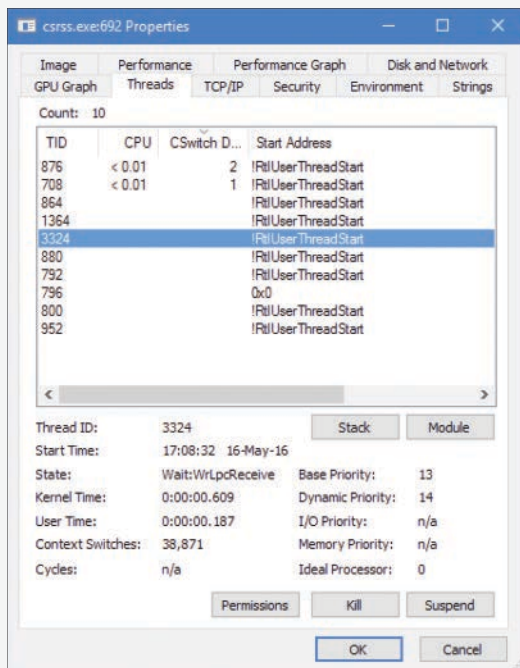 csrss.exe:692 Properties
Image Performance Performance Graph Disk and Network
GPU Graph Threads TCP/IP Security Environment Strings
Count: 10
TID CPU CSwitch D... Start Address
876 < 0.01 2 !RtlUserThreadStart
708 < 0.01 1 !RtlUserThreadStart
864 !RtlUserThreadStart
1364 !RtlUserThreadStart
3324 !RtlUserThreadStart
880 !RtlUserThreadStart
792 !RtlUserThreadStart
796 0x0
800 !RtlUserThreadStart
952 !RtlUserThreadStart
Thread ID: 3324 Stack Module
Start Time: 17:08:32 16-May-16
State: Wait:WrLpcReceive Base Priority: 13
Kernel Time: 0:00:00.609 Dynamic Priority: 14
User Time: 0:00:00.187 I/O Priority: n/a
Context Switches: 38,871 Memory Priority: n/a
Cycles: n/a Ideal Processor: 0
Permissions Kill Suspend
OK Cancel